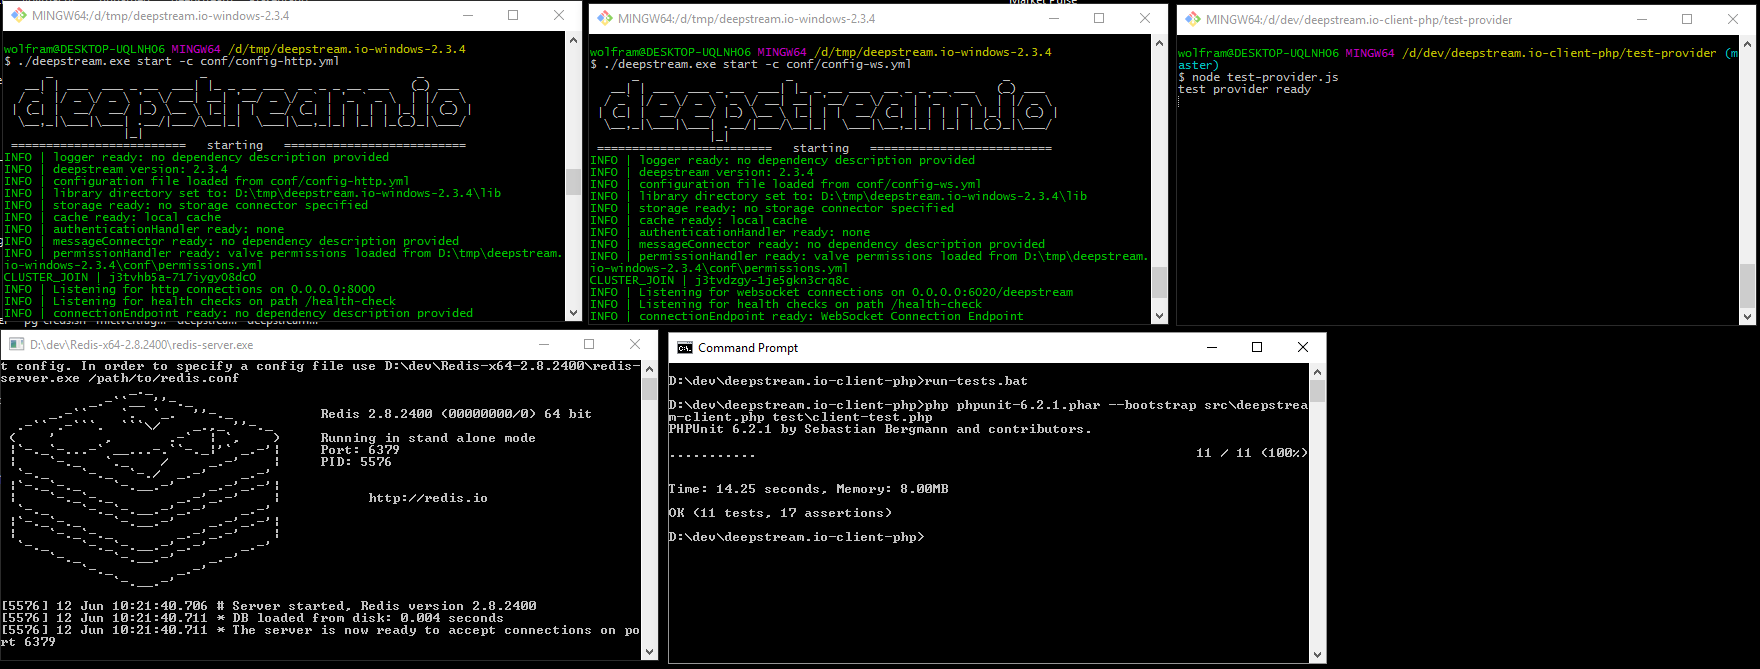 MINGW64:/d/tmp/deepstream.io-windows-2.3.4
wolfram@DESKTOP-UQLNHO6 MINGW64 /d/tmp/deepstream.io-windows-2.3.4
$ ./deepstream.exe start -c conf/config-http.yml
deepstream.io
=========================   starting   ==========================
INFO | logger ready: no dependency description provided
INFO | deepstream version: 2.3.4
INFO | configuration file loaded from conf/config-http.yml
INFO | library directory set to: D:\tmp\deepstream.io-windows-2.3.4\lib
INFO | storage ready: no storage connector specified
INFO | cache ready: local cache
INFO | authenticationHandler ready: none
INFO | messageConnector ready: no dependency description provided
INFO | permissionHandler ready: valve permissions loaded from D:\tmp\deepstream.
io-windows-2.3.4\conf\permissions.yml
CLUSTER_JOIN | j3tvhb5a-717iygy08dc0
INFO | Listening for http connections on 0.0.0.0:8000
INFO | Listening for health checks on path /health-check
INFO | connectionEndpoint ready: no dependency description provided
MINGW64:/d/tmp/deepstream.io-windows-2.3.4
wolfram@DESKTOP-UQLNHO6 MINGW64 /d/tmp/deepstream.io-windows-2.3.4
$ ./deepstream.exe start -c conf/config-ws.yml
deepstream.io
=========================   starting   ==========================
INFO | logger ready: no dependency description provided
INFO | deepstream version: 2.3.4
INFO | configuration file loaded from conf/config-ws.yml
INFO | library directory set to: D:\tmp\deepstream.io-windows-2.3.4\lib
INFO | storage ready: no storage connector specified
INFO | cache ready: local cache
INFO | authenticationHandler ready: none
INFO | messageConnector ready: no dependency description provided
INFO | permissionHandler ready: valve permissions loaded from D:\tmp\deepstream.
io-windows-2.3.4\conf\permissions.yml
CLUSTER_JOIN | j3tvdzgy-1je5gkn3crq8c
INFO | Listening for websocket connections on 0.0.0.0:6020/deepstream
INFO | Listening for health checks on path /health-check
INFO | connectionEndpoint ready: WebSocket Connection Endpoint
MINGW64:/d/dev/deepstream.io-client-php/test-provider
wolfram@DESKTOP-UQLNHO6 MINGW64 /d/dev/deepstream.io-client-php/test-provider (m
aster)
$ node test-provider.js
test provider ready
D:\dev\Redis-x64-2.8.2400\redis-server.exe
t config. In order to specify a config file use D:\dev\Redis-x64-2.8.2400\redis-
server.exe /path/to/redis.conf
Redis 2.8.2400 (00000000/0) 64 bit
Running in stand alone mode
Port: 6379
PID: 5576
http://redis.io
[5576] 12 Jun 10:21:40.706 # Server started, Redis version 2.8.2400
[5576] 12 Jun 10:21:40.711 * DB loaded from disk: 0.004 seconds
[5576] 12 Jun 10:21:40.711 * The server is now ready to accept connections on po
rt 6379
Command Prompt
D:\dev\deepstream.io-client-php>run-tests.bat
D:\dev\deepstream.io-client-php>php phpunit-6.2.1.phar --bootstrap src\deepstrea
m-client.php test\client-test.php
PHPUnit 6.2.1 by Sebastian Bergmann and contributors.
...........                                                       11 / 11 (100%)
Time: 14.25 seconds, Memory: 8.00MB
OK (11 tests, 17 assertions)
D:\dev\deepstream.io-client-php>